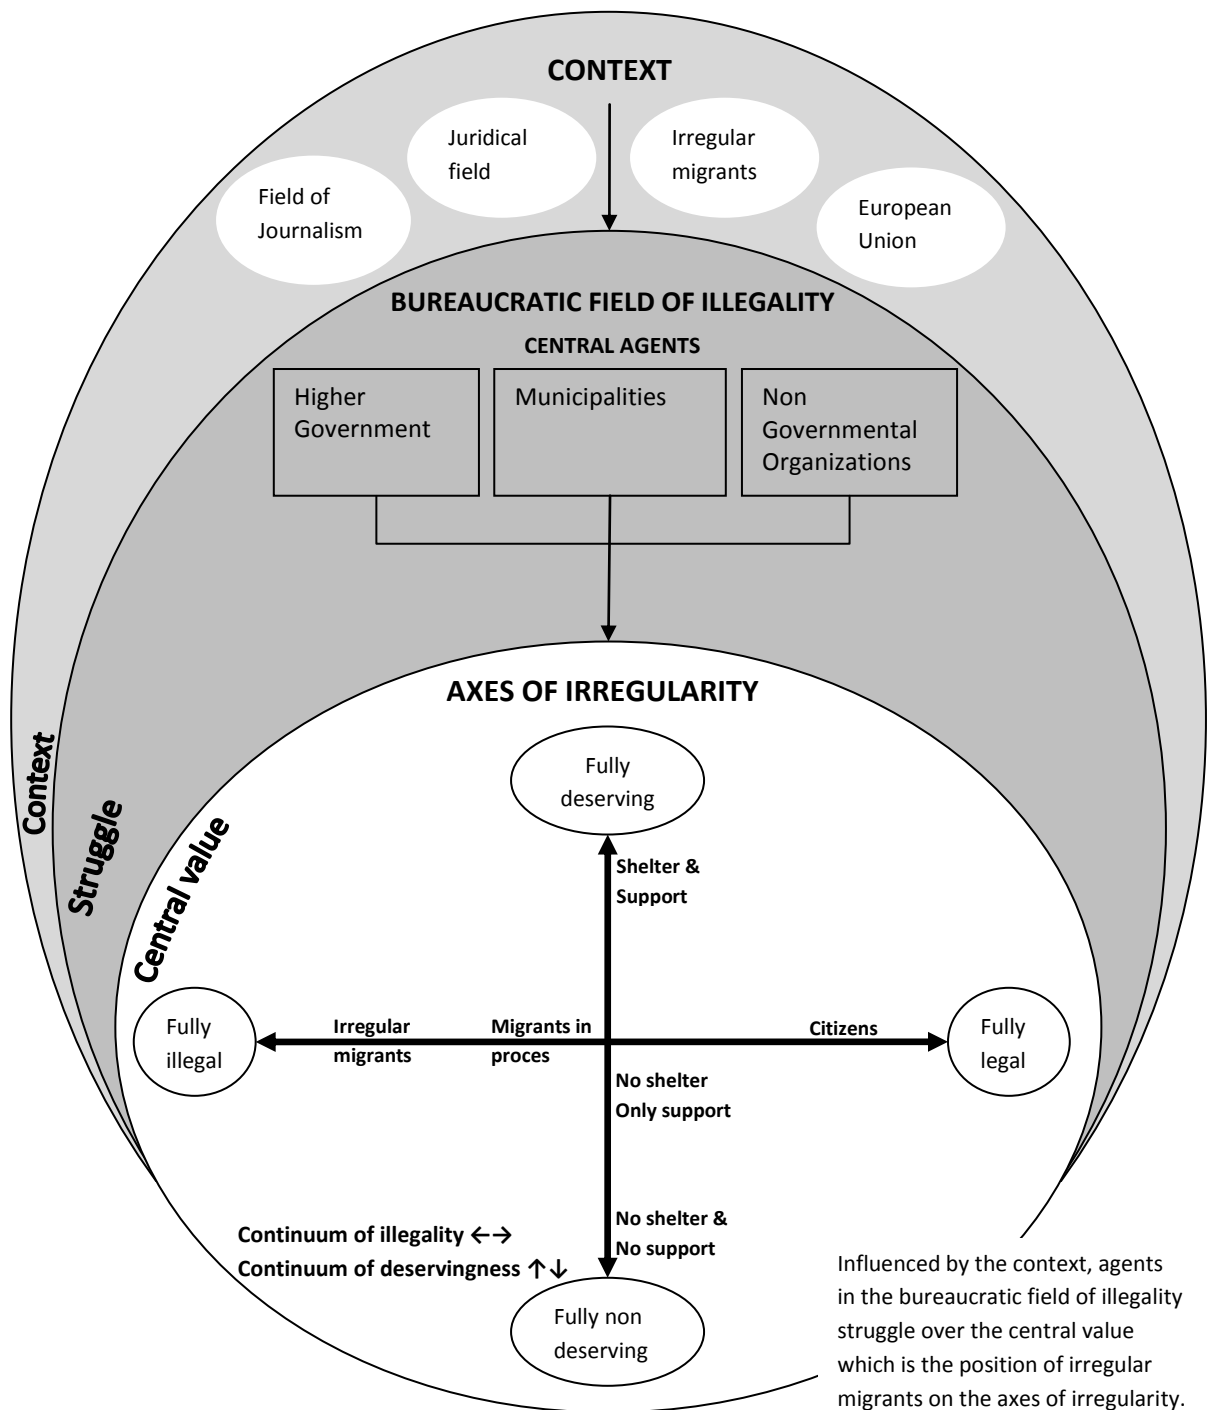 CONTEXT
Juridical
field
Irregular
migrants
Field of
Journalism
European
Union
BUREAUCRATIC FIELD OF ILLEGALITY
CENTRAL AGENTS
Higher
Government
Municipalities
Non
Governmental
Organizations
AXES OF IRREGULARITY
Context
Struggle
Central value
Fully
deserving
Shelter &
Support
Fully
illegal
Irregular
migrants
Migrants in
proces
Citizens
Fully
legal
No shelter
Only support
No shelter &
No support
Continuum of illegality ←→
Continuum of deservingness ↑↓
Fully non
deserving
Influenced by the context, agents
in the bureaucratic field of illegality
struggle over the central value
which is the position of irregular
migrants on the axes of irregularity.